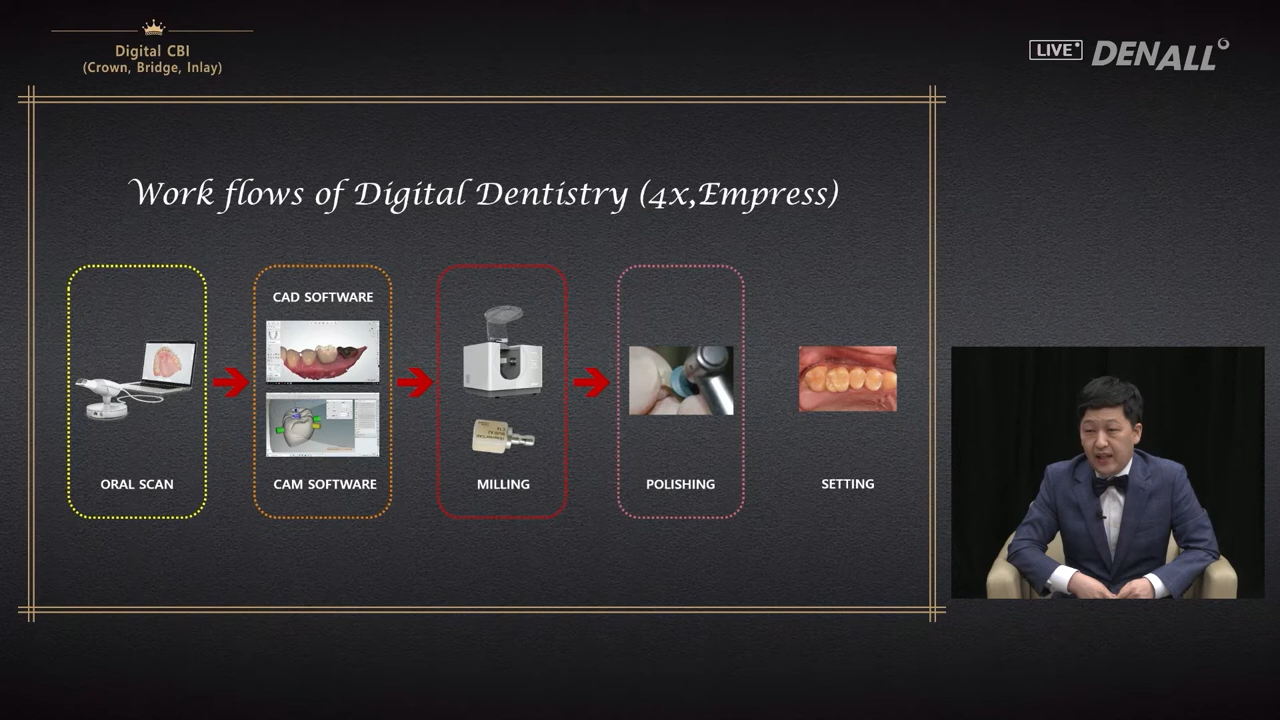 Digital CBI
(Crown, Bridge, Inlay)
LIVE
DENALL
Work flows of Digital Dentistry (4x,Empress)
CAD SOFTWARE
ORAL SCAN
CAM SOFTWARE
MILLING
POLISHING
SETTING